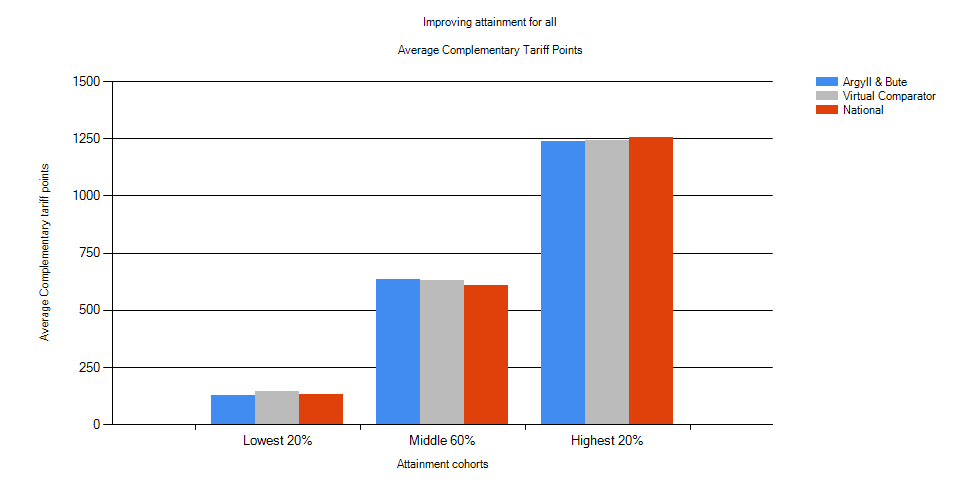 Improving attainment for all
Average Complementary Tariff Points
Average Complementary tariff points
1500
1250
1000
750
500
250
0
Lowest 20%
Middle 60%
Highest 20%
Attainment cohorts
Argyll & Bute
Virtual Comparator
National